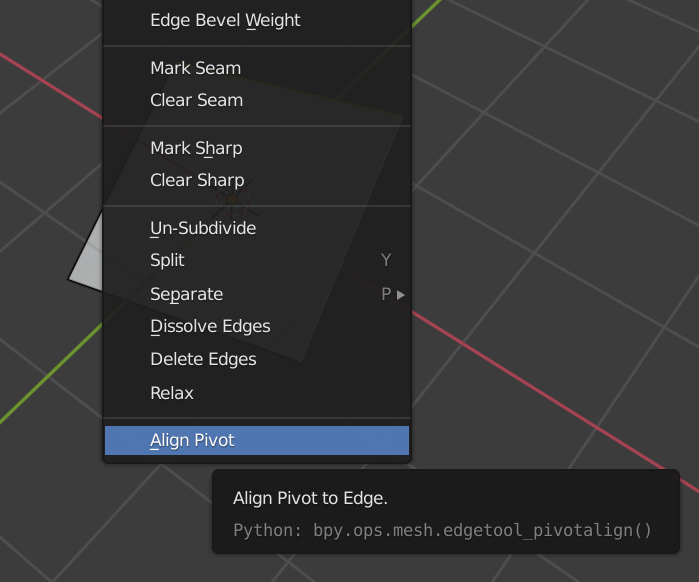 Edge Bevel Weight
Mark Seam
Clear Seam
Mark Sharp
Clear Sharp
Un-Subdivide
Split Y
Separate P
Dissolve Edges
Delete Edges
Relax
Align Pivot
Align Pivot to Edge.
Python: bpy.ops.mesh.edgetool_pivotalign()